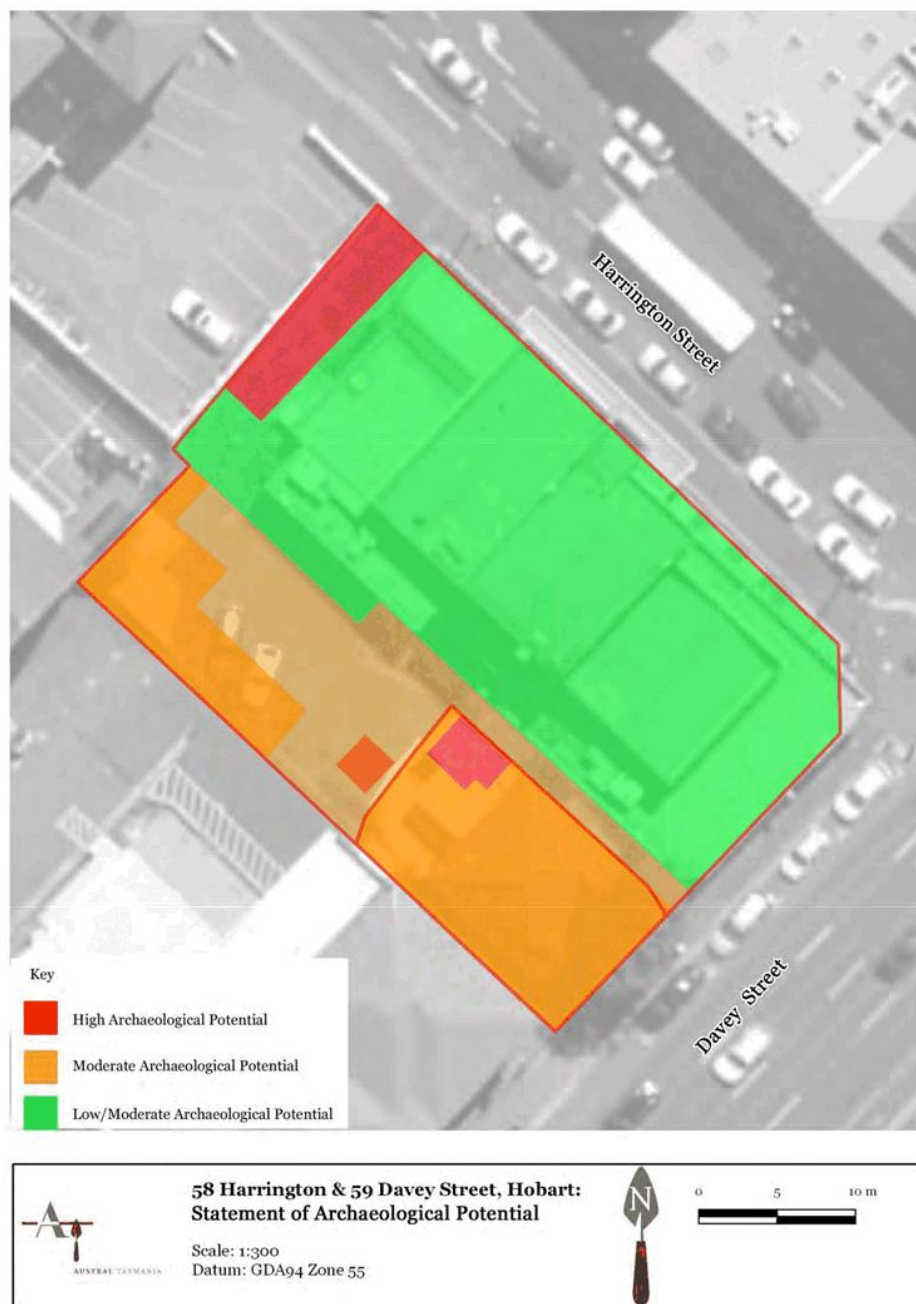 Harrington Street
Davey Street
Key
High Archaeological Potential
Moderate Archaeological Potential
Low/Moderate Archaeological Potential
A
AUSTRAL TASMANIA
58 Harrington & 59 Davey Street, Hobart:
Statement of Archaeological Potential
Scale: 1:300
Datum: GDA94 Zone 55
N
0 5 10 m